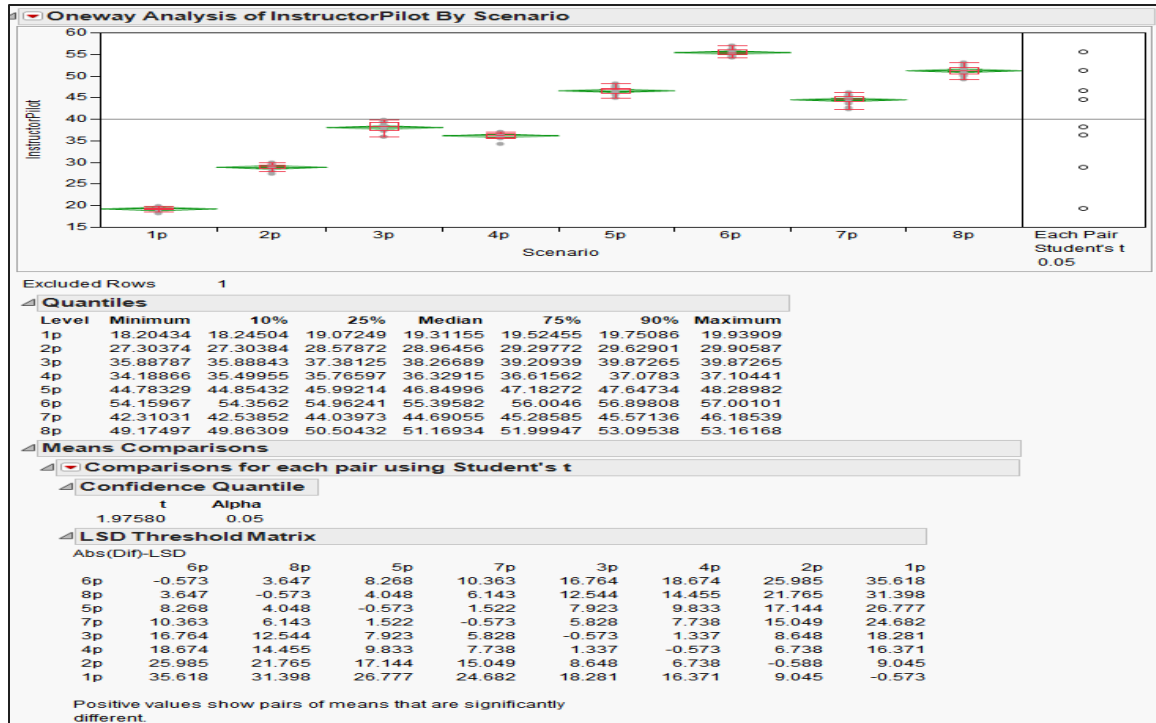 Oneway Analysis of InstructorPilot By Scenario
60
55
50
45
40
35
30
25
20
15
InstructorPilot
1p 2p 3p 4p 5p 6p 7p 8p
Scenario
Each Pair
Student's t
0.05
Excluded Rows 1
Quantiles
Level Minimum 10% 25% Median 75% 90% Maximum
1p 18.20434 18.24504 19.07249 19.31155 19.52455 19.75086 19.93909
2p 27.30374 27.30384 28.57872 28.96456 29.29772 29.62901 29.90587
3p 35.88787 35.88843 37.38125 38.26689 39.20939 39.87265 39.87265
4p 34.18866 35.49955 35.76597 36.32915 36.61562 37.0783 37.10441
5p 44.78329 44.85432 45.99214 46.84996 47.18272 47.64734 48.28982
6p 54.15967 54.3562 54.96241 55.39582 56.0046 56.89808 57.00101
7p 42.31031 42.53852 44.03973 44.69055 45.28585 45.57136 46.18539
8p 49.17497 49.86309 50.50432 51.16934 51.99947 53.09538 53.16168
Means Comparisons
Comparisons for each pair using Student's t
Confidence Quantile
t Alpha
1.97580 0.05
LSD Threshold Matrix
Abs(Dif)-LSD
6p 8p 5p 7p 3p 4p 2p 1p
6p -0.573 3.647 8.268 10.363 16.764 18.674 25.985 35.618
8p 3.647 -0.573 4.048 6.143 12.544 14.455 21.765 31.398
5p 8.268 4.048 -0.573 1.522 7.923 9.833 17.144 26.777
7p 10.363 6.143 1.522 -0.573 5.828 7.738 15.049 24.682
3p 16.764 12.544 7.923 5.828 -0.573 1.337 8.648 18.281
4p 18.674 14.455 9.833 7.738 1.337 -0.573 6.738 16.371
2p 25.985 21.765 17.144 15.049 8.648 6.738 -0.588 9.045
1p 35.618 31.398 26.777 24.682 18.281 16.371 9.045 -0.573
Positive values show pairs of means that are significantly
different.